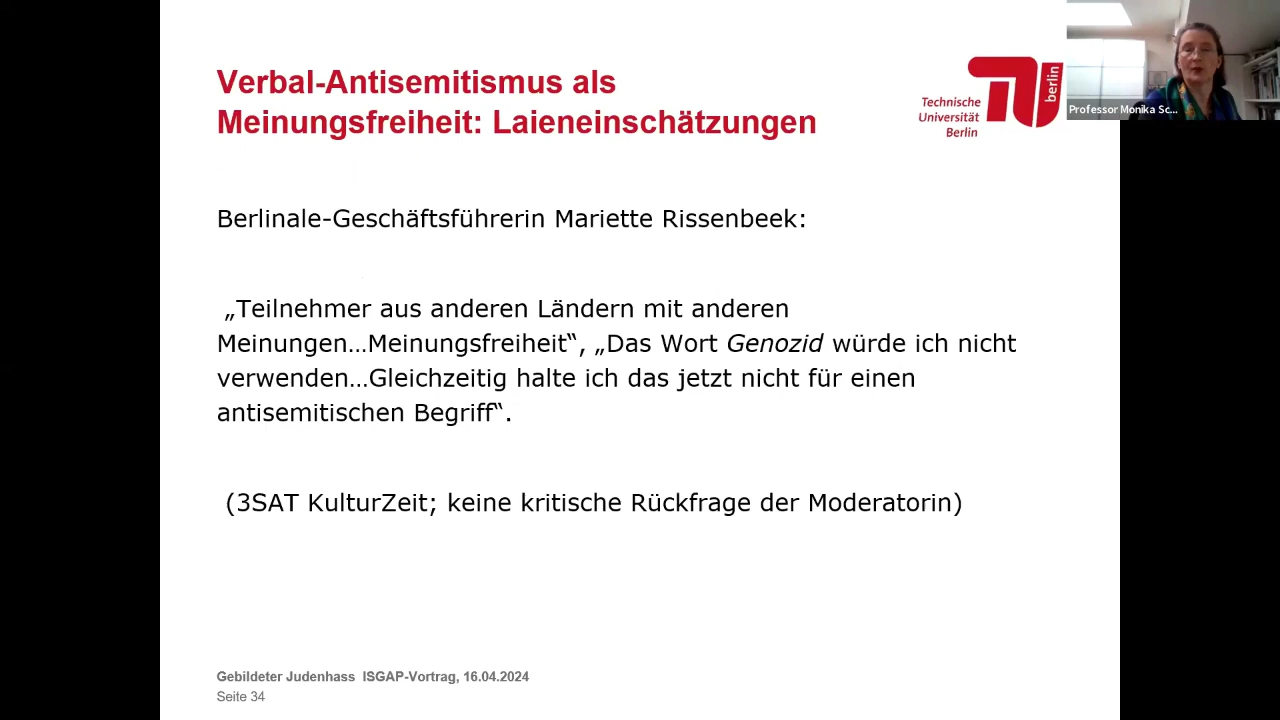 Verbal-Antisemitismus als
Meinungsfreiheit: Laieneinschätzungen
Technische
Universität
Berlin
berlin
Professor Monika Sc...
Berlinale-Geschäftsführerin Mariette Rissenbeek:
„Teilnehmer aus anderen Ländern mit anderen
Meinungen…Meinungsfreiheit“, „Das Wort Genozid würde ich nicht
verwenden…Gleichzeitig halte ich das jetzt nicht für einen
antisemitischen Begriff“.
(3SAT KulturZeit; keine kritische Rückfrage der Moderatorin)
Gebildeter Judenhass ISGAP-Vortrag, 16.04.2024
Seite 34